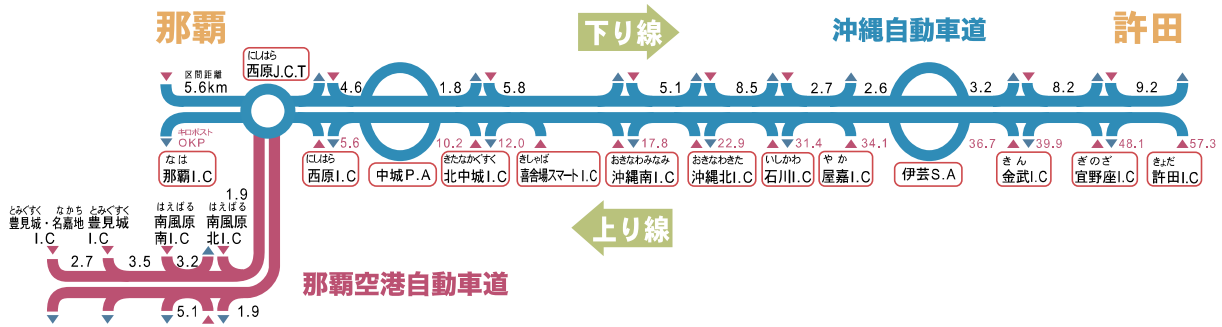 那覇
下り線
沖縄自動車道
許田
にしはら
西原J.C.T
区間距離
5.6km
4.6
1.8
5.8
5.1
8.5
2.7
2.6
3.2
8.2
9.2
キロポスト
OKP
5.6
10.2
12.0
17.8
22.9
31.4
34.1
36.7
39.9
48.1
57.3
なは
那覇I.C
にしはら
西原I.C
中城P.A
きたなかぐすく
北中城I.C
きしゃば
喜舎場スマートI.C
おきなわみなみ
沖縄南I.C
おきなわきた
沖縄北I.C
いしかわ
石川I.C
やか
屋嘉I.C
伊芸S.A
きん
金武I.C
ぎのざ
宜野座I.C
きょだ
許田I.C
1.9
とみぐすく なかち
豊見城・名嘉地
I.C
とみぐすく
豊見城
I.C
はえばる
南風原
南I.C
はえばる
南風原
北I.C
上り線
2.7
3.5
3.2
那覇空港自動車道
5.1
1.9